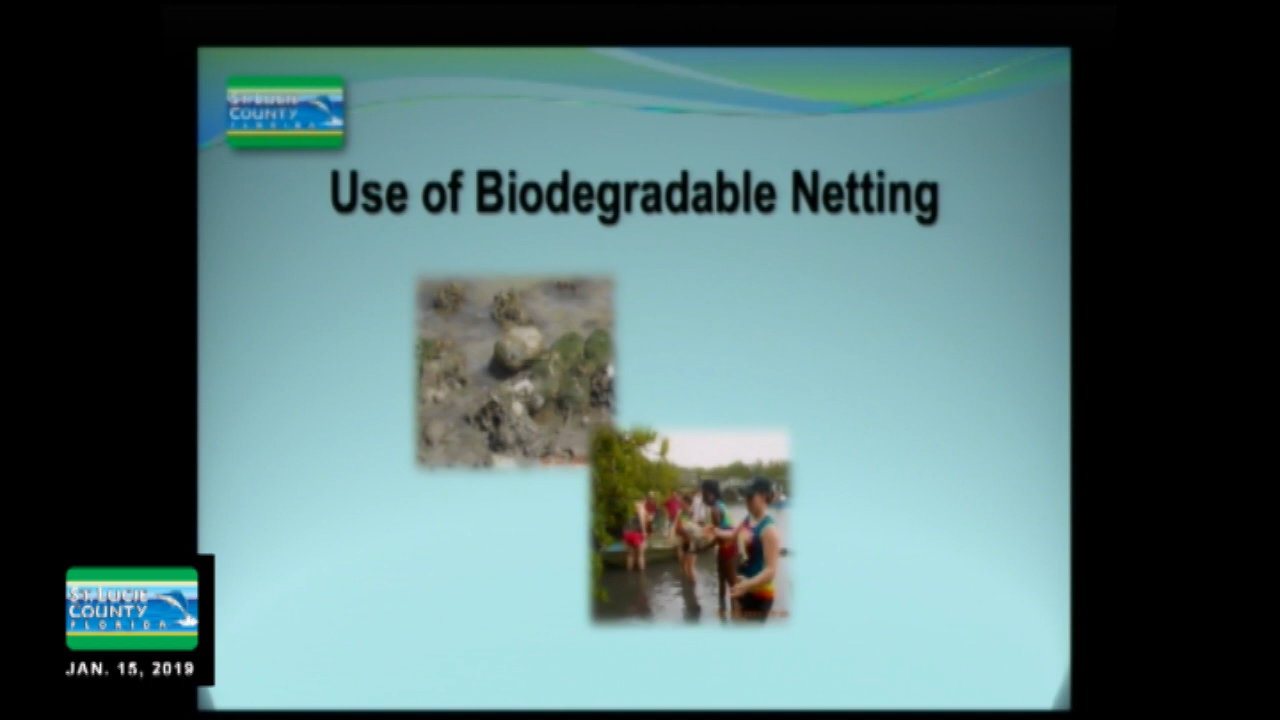 ST. LUCIE
COUNTY
FLORIDA
Use of Biodegradable Netting
ST. LUCIE
COUNTY
FLORIDA
JAN. 15, 2019